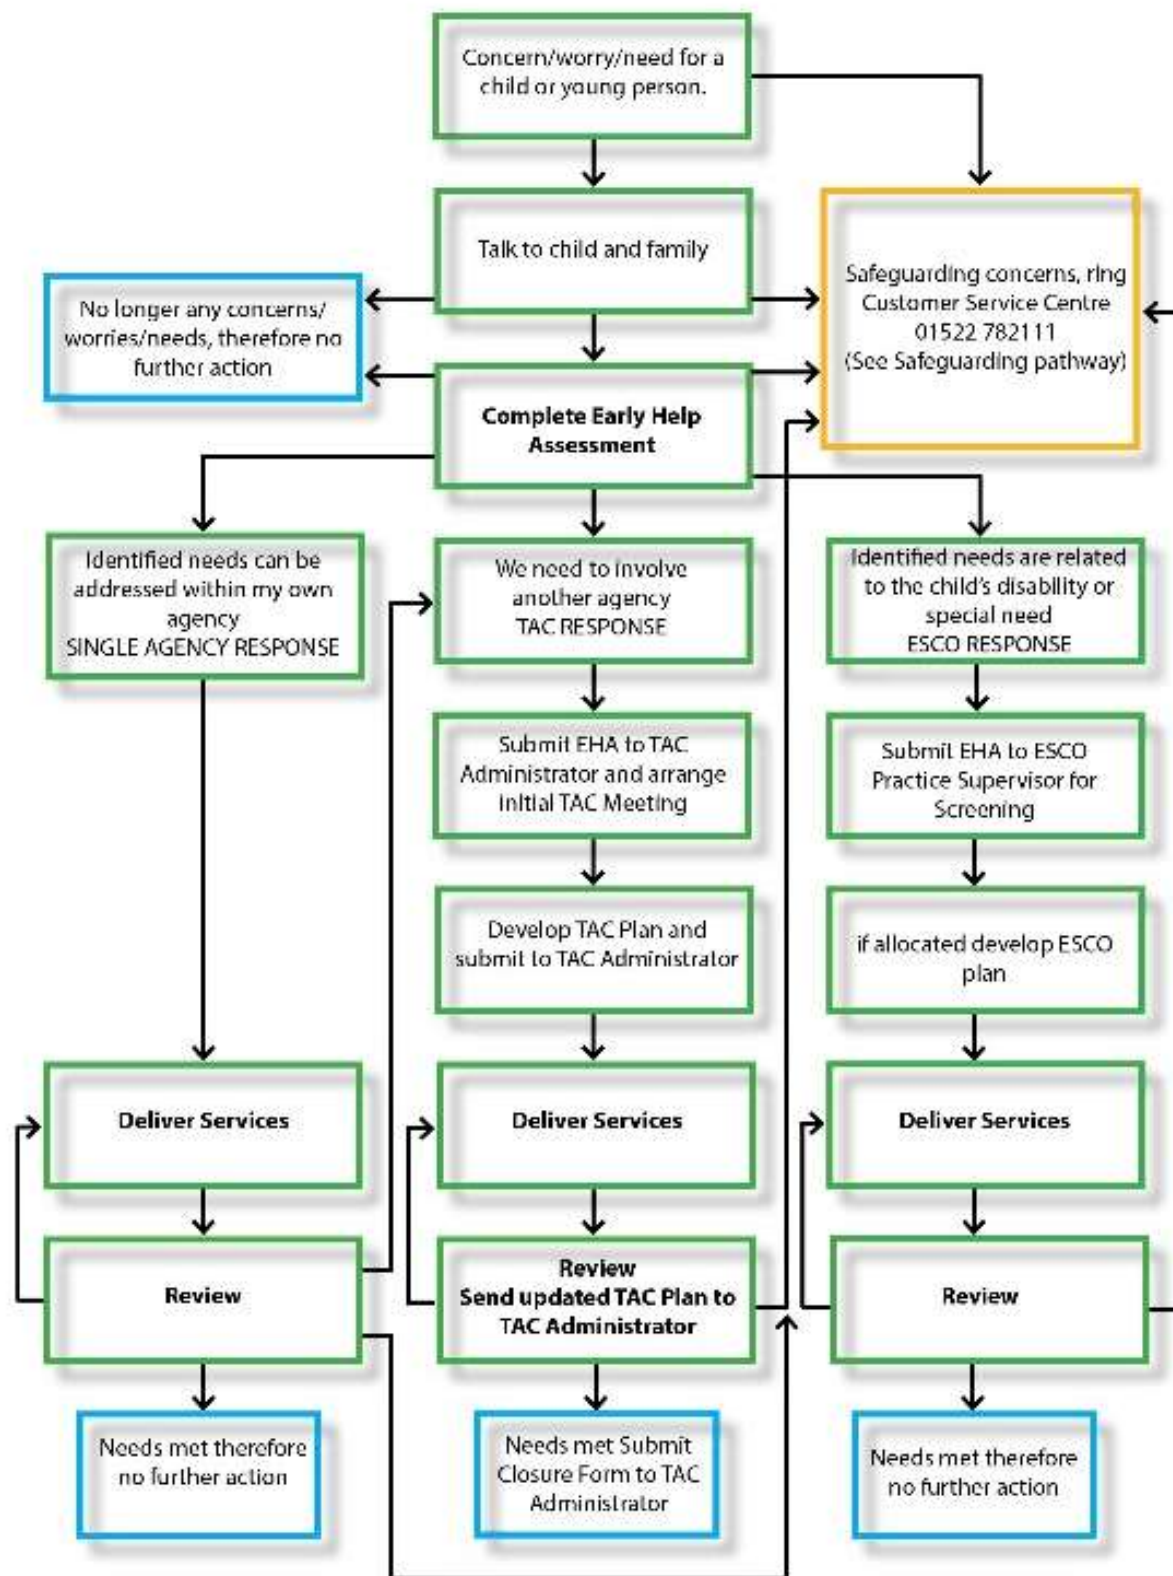 Concern/worry/need for a
child or young person.
Talk to child and family
Safeguarding concerns, ring
Customer Service Centre
01522 782111
(See Safeguarding pathway)
No longer any concerns/
worries/needs, therefore no
further action
Complete Early Help
Assessment
Identified needs can be
addressed within my own
agency
SINGLE AGENCY RESPONSE
We need to involve
another agency
TAC RESPONSE
Identified needs are related
to the child's disability or
special need
ESCO RESPONSE
Submit EHA to TAC
Administrator and arrange
initial TAC Meeting
Submit EHA to ESCO
Practice Supervisor for
Screening
Develop TAC Plan and
submit to TAC Administrator
if allocated develop ESCO
plan
Deliver Services
Deliver Services
Deliver Services
Review
Review
Send updated TAC Plan to
TAC Administrator
Review
Needs met therefore
no further action
Needs met Submit
Closure Form to TAC
Administrator
Needs met therefore
no further action